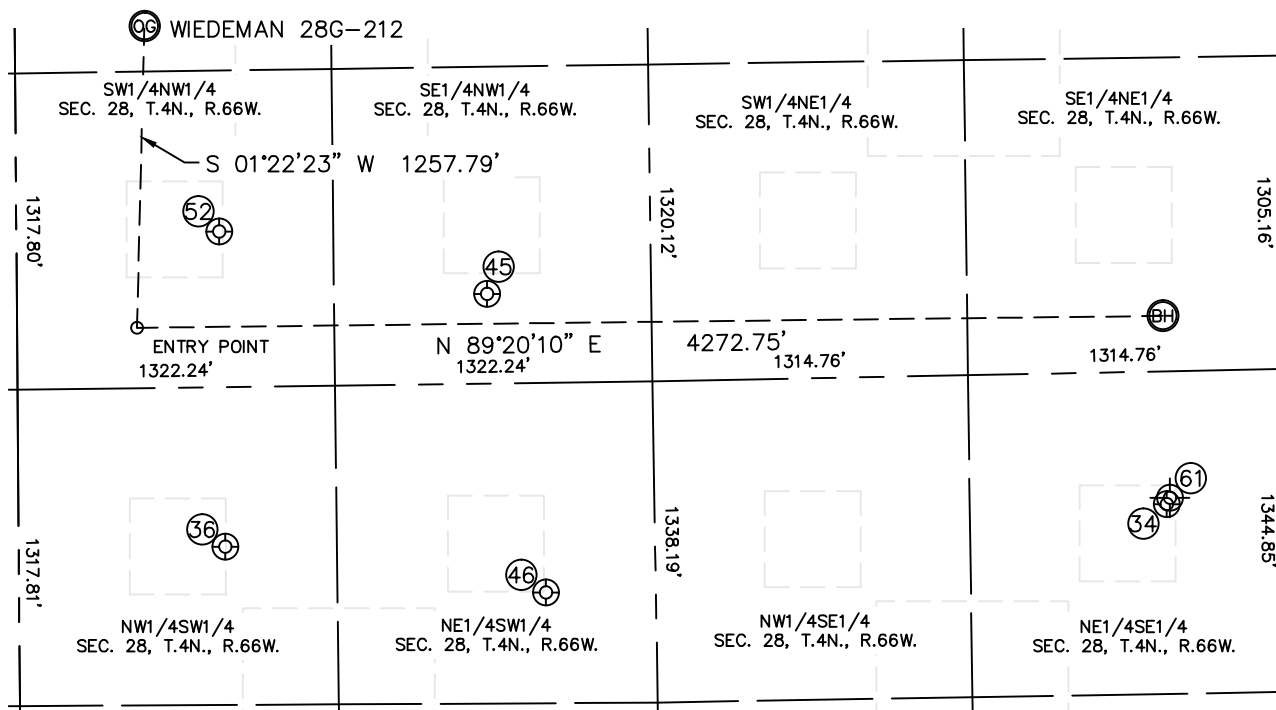 OG WIEDEMAN 28G-212
SW1/4NW1/4
SEC. 28, T.4N., R.66W.
SE1/4NW1/4
SEC. 28, T.4N., R.66W.
SW1/4NE1/4
SEC. 28, T.4N., R.66W.
SE1/4NE1/4
SEC. 28, T.4N., R.66W.
S 01°22'23" W 1257.79'
1317.80'
52
45
1320.12'
1305.16'
BH
ENTRY POINT
N 89°20'10" E 4272.75'
1322.24'
1322.24'
1314.76'
1314.76'
36
46
61
34
1317.81'
1338.19'
1344.85'
NW1/4SW1/4
SEC. 28, T.4N., R.66W.
NE1/4SW1/4
SEC. 28, T.4N., R.66W.
NW1/4SE1/4
SEC. 28, T.4N., R.66W.
NE1/4SE1/4
SEC. 28, T.4N., R.66W.